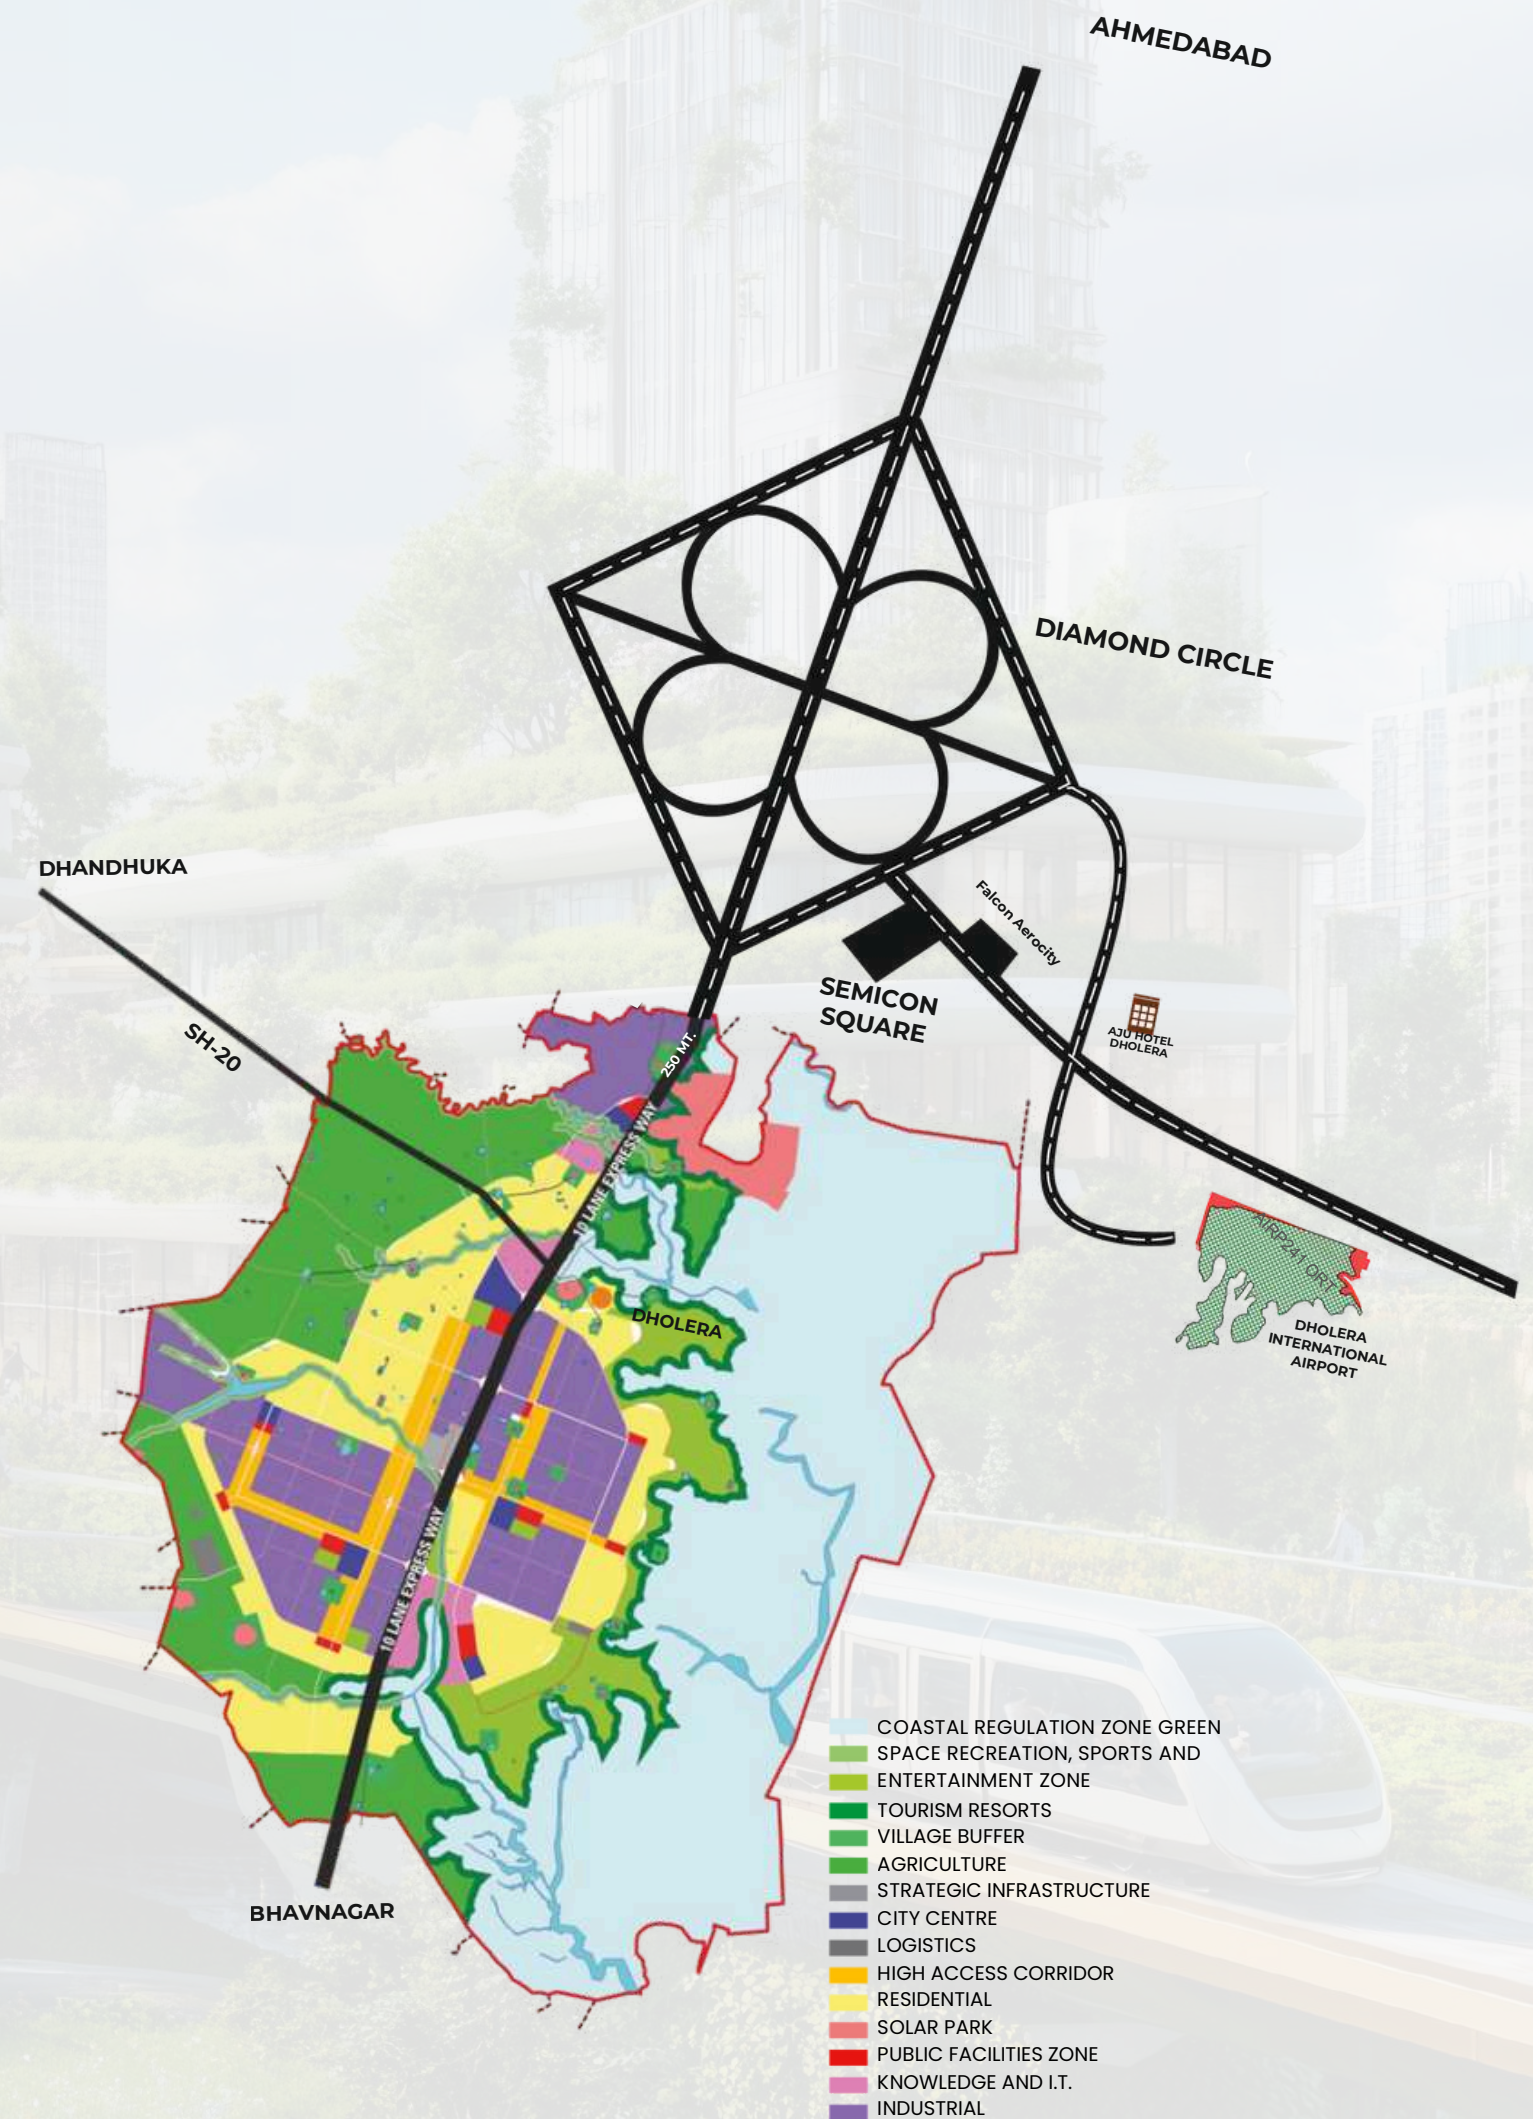 AHMEDABAD
DIAMOND CIRCLE
DHANDHUKA
SH-20
Falcon Aerocity
SEMICON
SQUARE
AJU HOTEL
DHOLERA
250 MT.
10 LANE EXPRESS WAY
AIRP2411ORT
DHOLERA
INTERNATIONAL
AIRPORT
DHOLERA
10 LANE EXPRESS WAY
BHAVNAGAR
COASTAL REGULATION ZONE GREEN
SPACE RECREATION, SPORTS AND
ENTERTAINMENT ZONE
TOURISM RESORTS
VILLAGE BUFFER
AGRICULTURE
STRATEGIC INFRASTRUCTURE
CITY CENTRE
LOGISTICS
HIGH ACCESS CORRIDOR
RESIDENTIAL
SOLAR PARK
PUBLIC FACILITIES ZONE
KNOWLEDGE AND I.T.
INDUSTRIAL